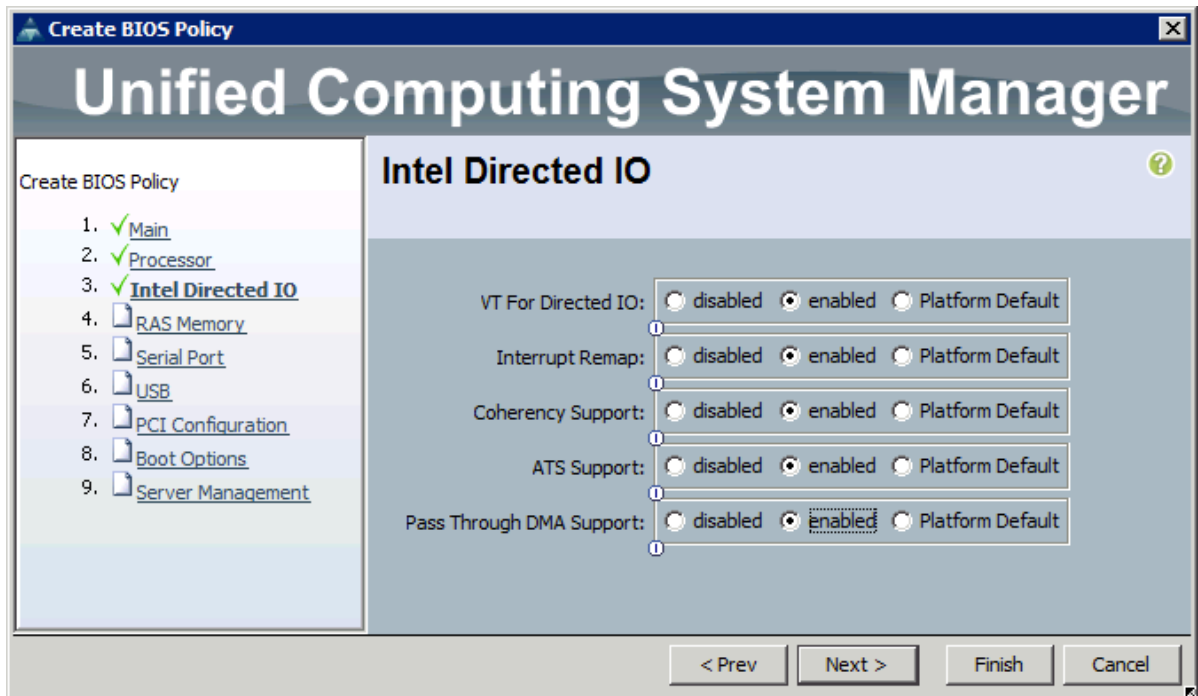 Create BIOS Policy
Unified Computing System Manager
Create BIOS Policy
1. Main
2. Processor
3. Intel Directed IO
4. RAS Memory
5. Serial Port
6. USB
7. PCI Configuration
8. Boot Options
9. Server Management
Intel Directed IO
?
VT For Directed IO: disabled enabled Platform Default
Interrupt Remap: disabled enabled Platform Default
Coherency Support: disabled enabled Platform Default
ATS Support: disabled enabled Platform Default
Pass Through DMA Support: disabled enabled Platform Default
< Prev Next > Finish Cancel